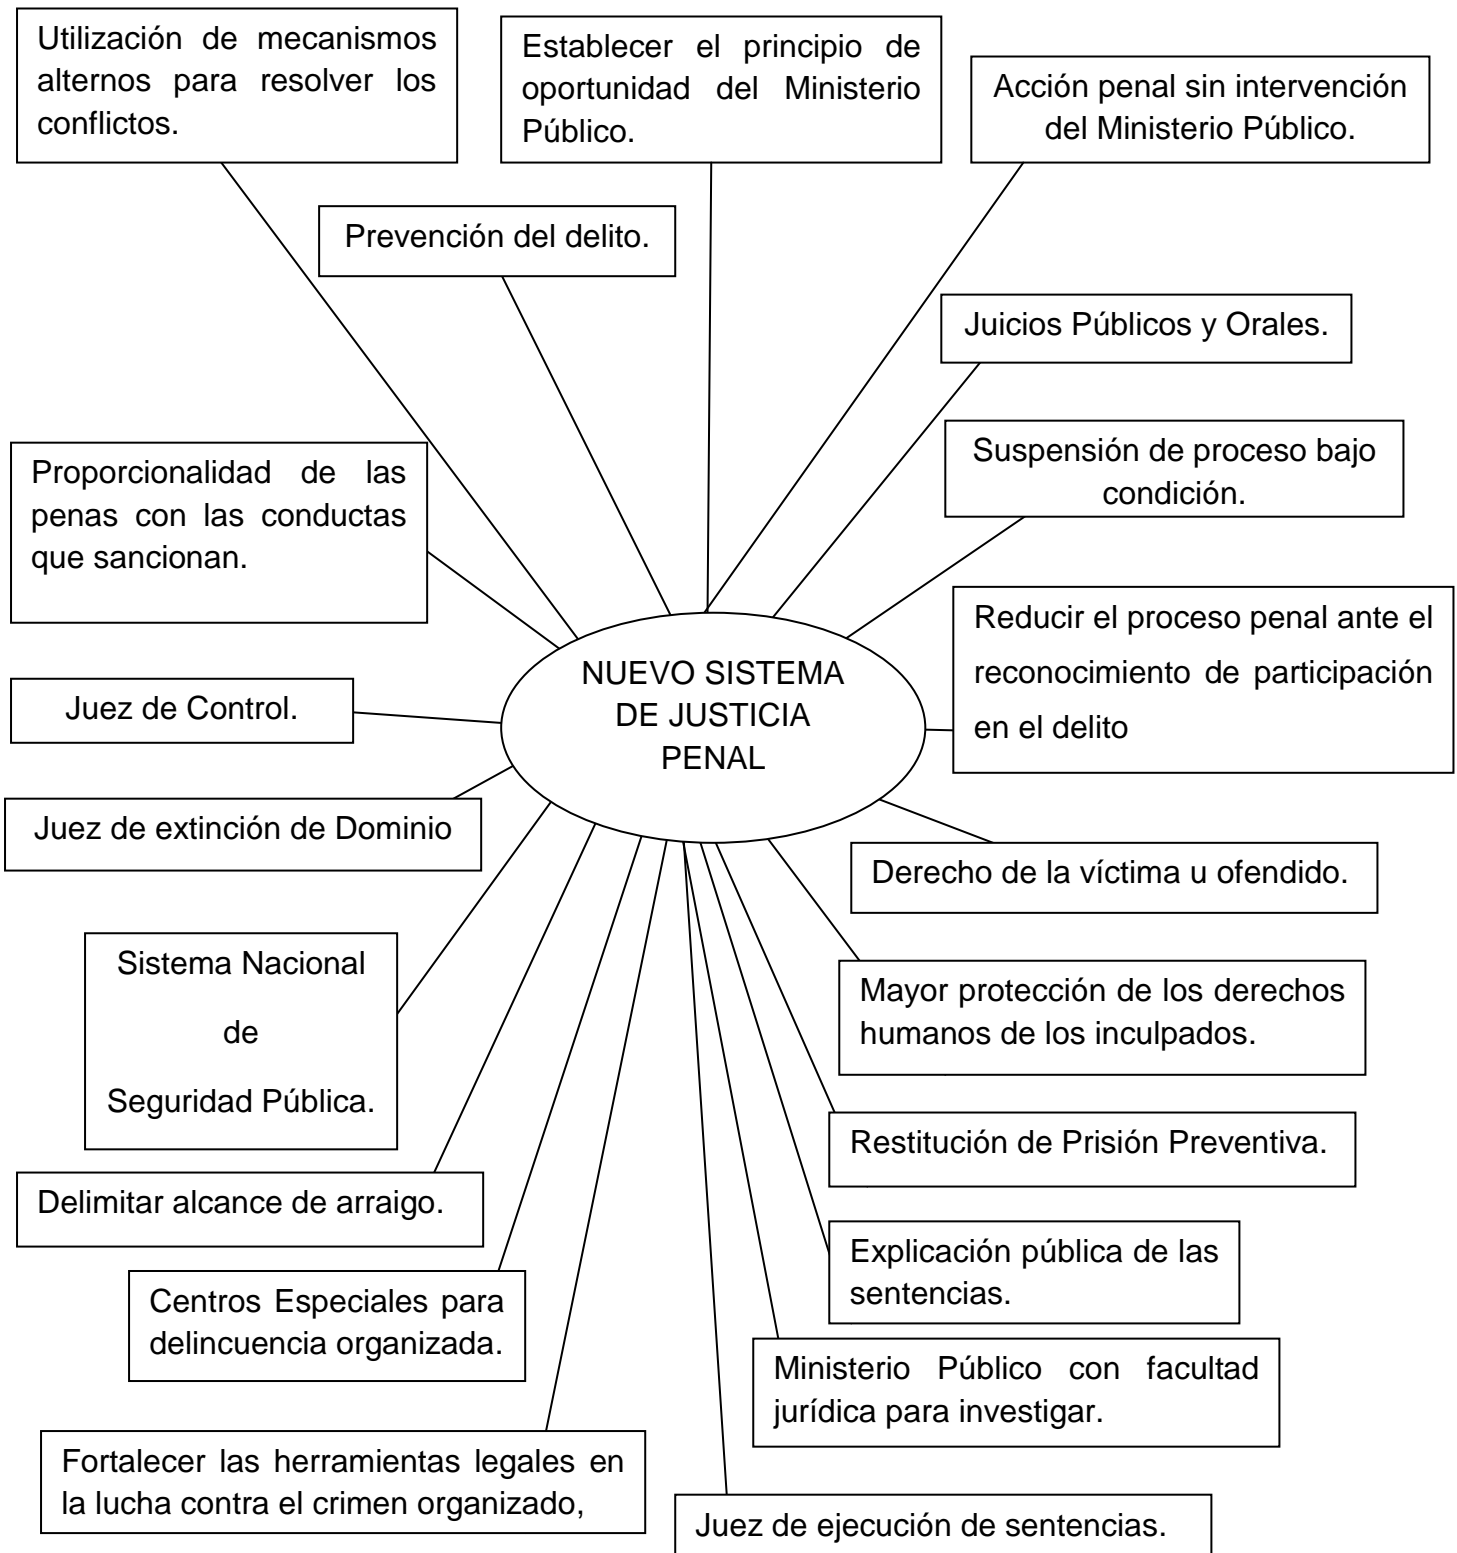 Utilización de mecanismos
alternos para resolver los
conflictos.
Establecer el principio de
oportunidad del Ministerio
Público.
Acción penal sin intervención
del Ministerio Público.
Prevención del delito.
Juicios Públicos y Orales.
Suspensión de proceso bajo
condición.
Proporcionalidad de las
penas con las conductas
que sancionan.
Reducir el proceso penal ante el
reconocimiento de participación
en el delito
NUEVO SISTEMA
DE JUSTICIA
PENAL
Juez de Control.
Juez de extinción de Dominio
Derecho de la víctima u ofendido.
Sistema Nacional
de
Seguridad Pública.
Mayor protección de los derechos
humanos de los inculpados.
Restitución de Prisión Preventiva.
Delimitar alcance de arraigo.
Explicación pública de las
sentencias.
Centros Especiales para
delincuencia organizada.
Ministerio Público con facultad
jurídica para investigar.
Fortalecer las herramientas legales en
la lucha contra el crimen organizado,
Juez de ejecución de sentencias.